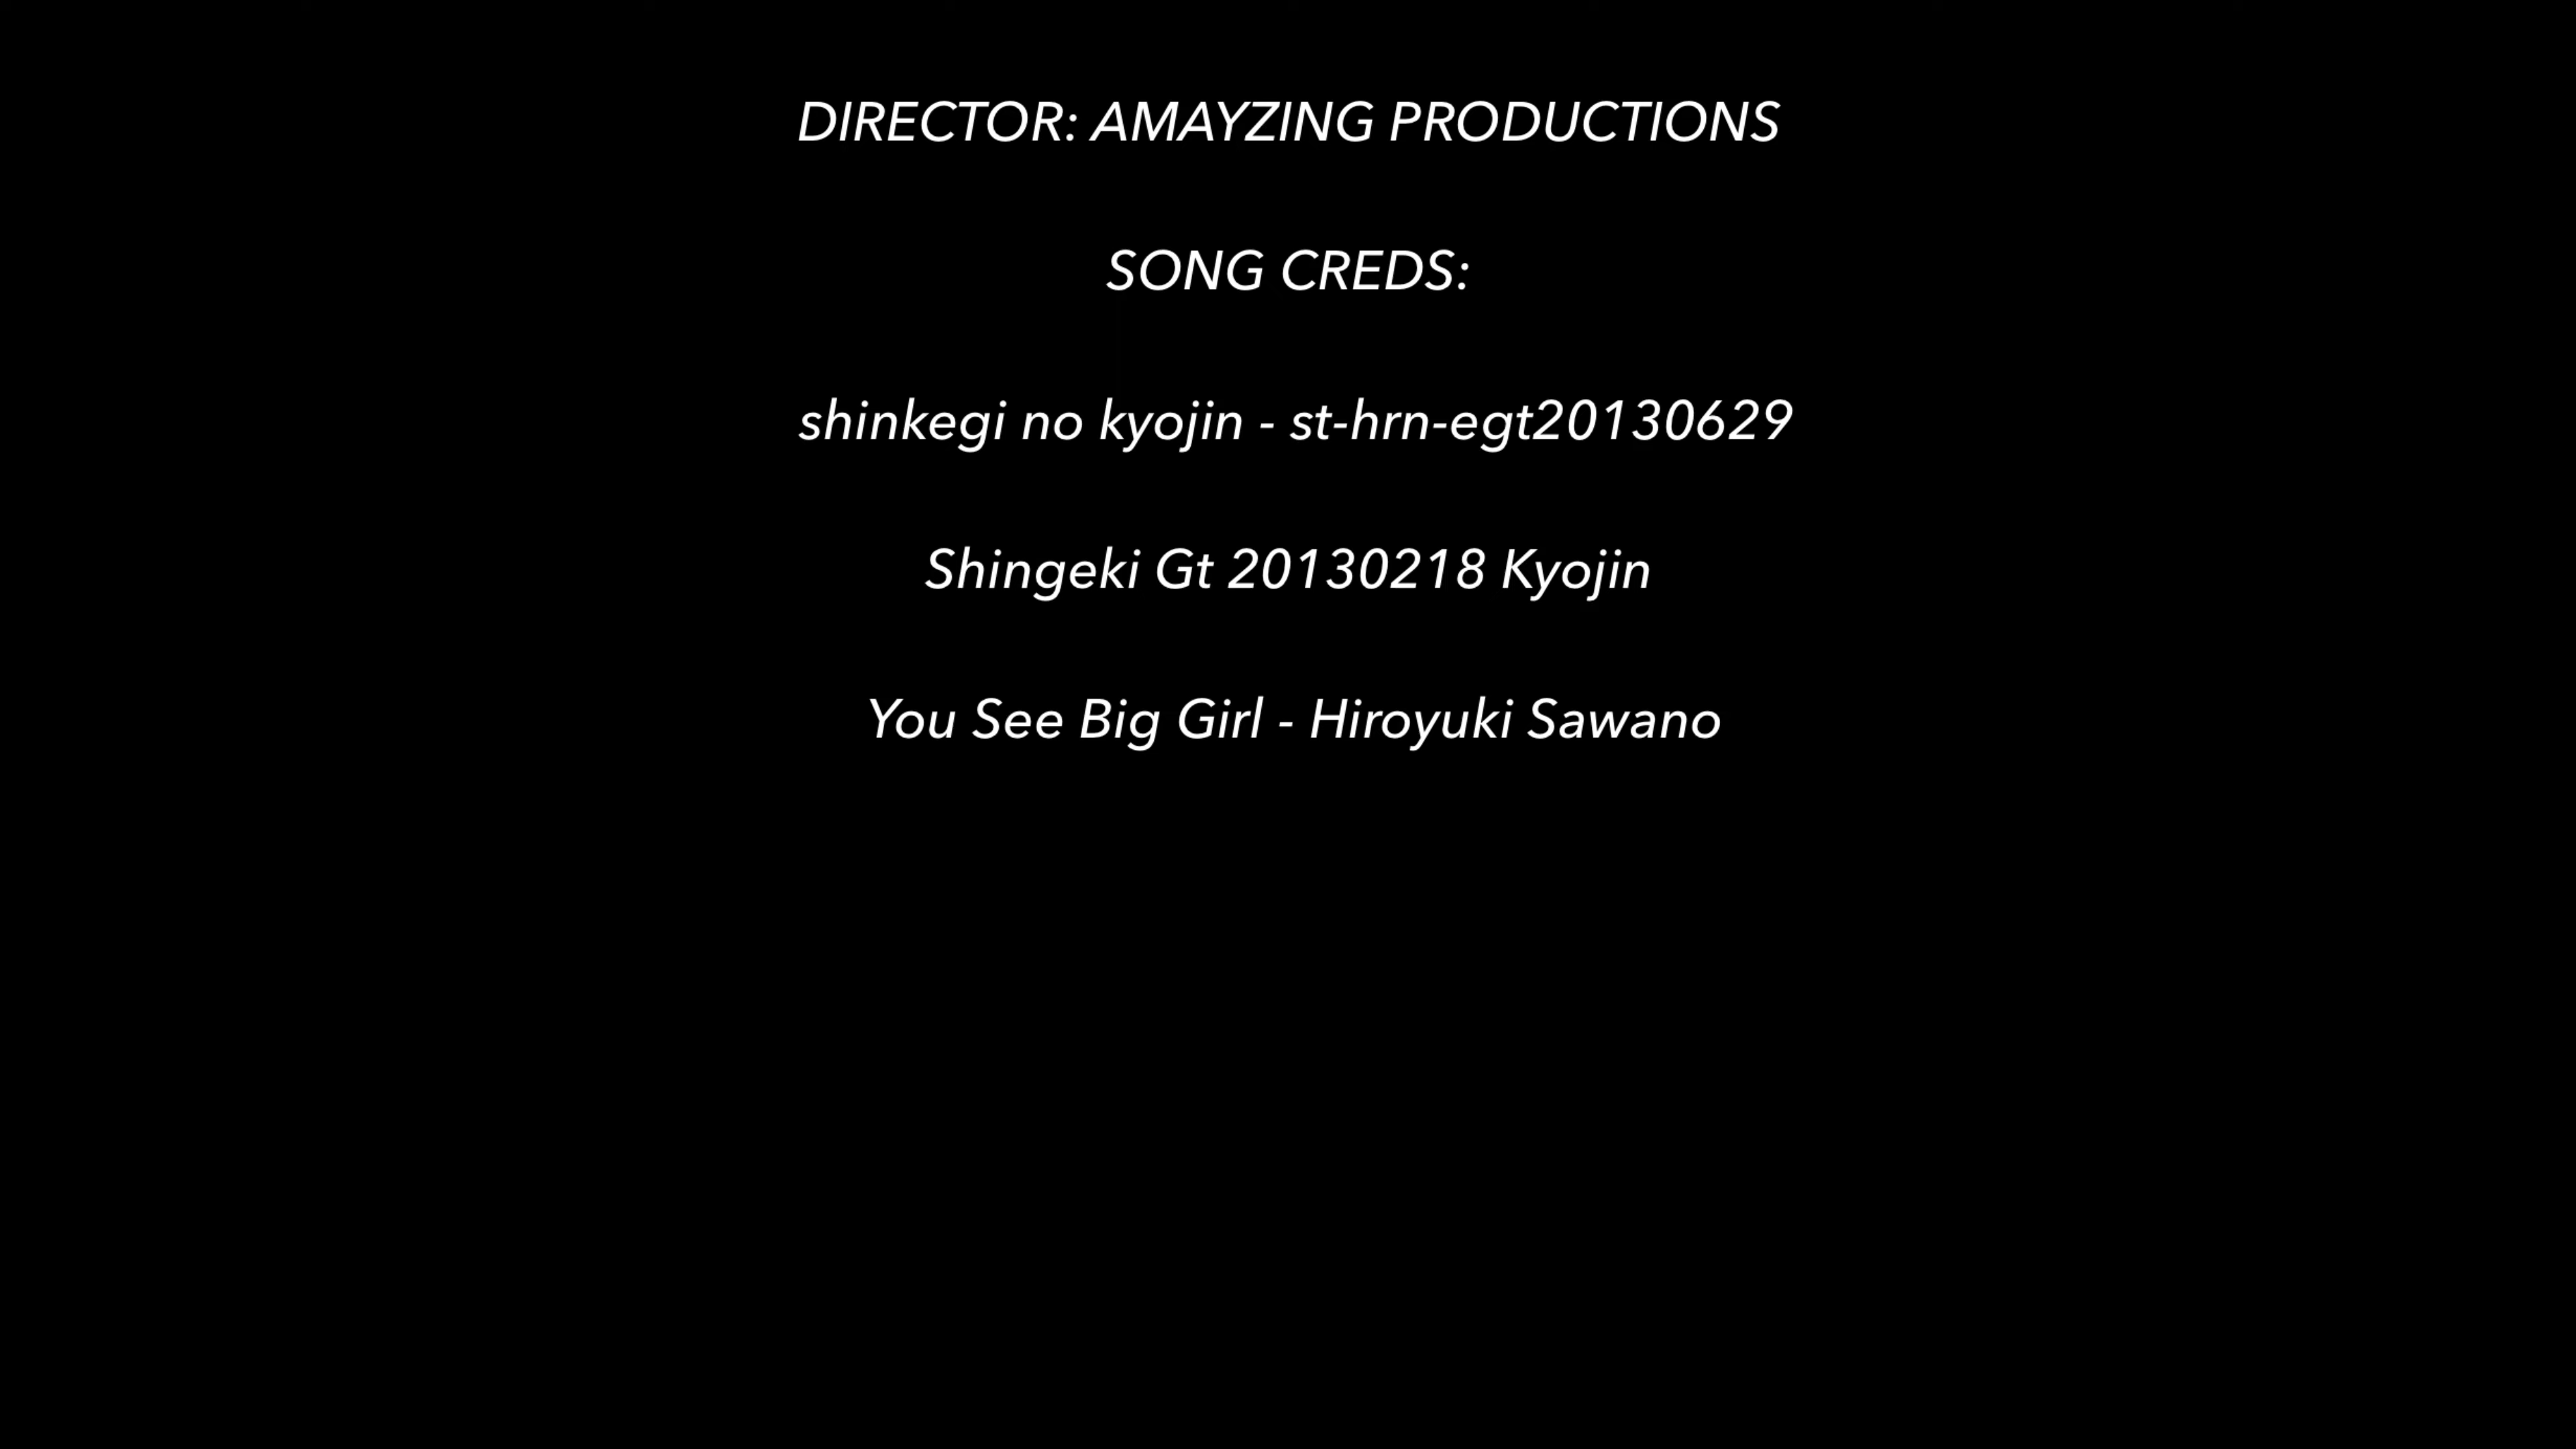 DIRECTOR: AMAYZING PRODUCTIONS
SONG CREDS:
shinkegi no kyojin - st-hrn-egt20130629
Shingeki Gt 20130218 Kyojin
You See Big Girl - Hiroyuki Sawano